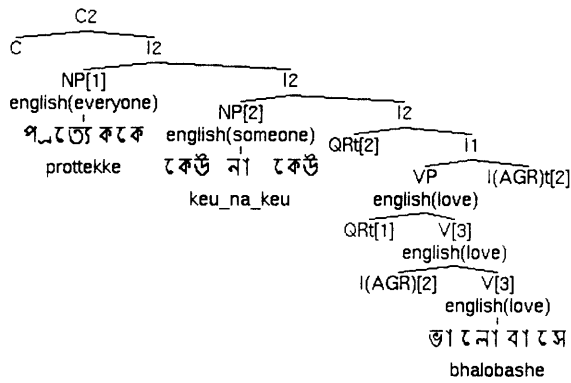 C2
C I2
NP[1] I2
english(everyone) NP[2] I2
প্রত্যেককে english(someone) QRt[2] I1
prottekke কেউ না কেউ VP I(AGR)t[2]
keu_na_keu english(love)
QRt[1] V[3]
english(love)
I(AGR)[2] V[3]
english(love)
ভালোবাসে
bhalobashe